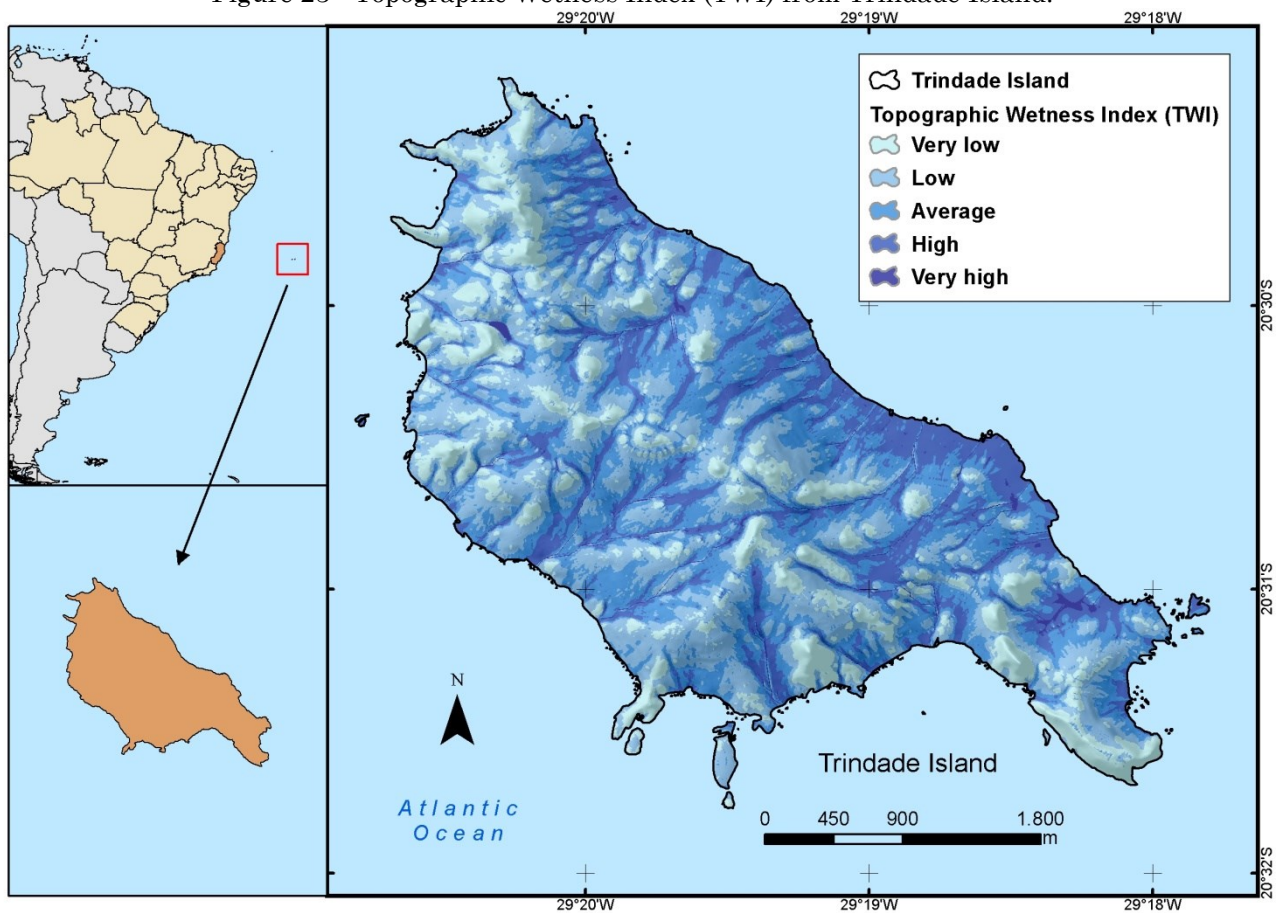 Figure 28 - Topographic Wetness Index (TWI) from Trindade Island.
29°20'W
29°18'W
Trindade Island
Topographic Wetness Index (TWI)
Very low
Low
Average
High
Very high
20°30'S
20°31'S
N
Trindade Island
Atlantic
Ocean
0 450 900 1.800
m
20°32'S
29°20'W
29°19'W
29°18'W